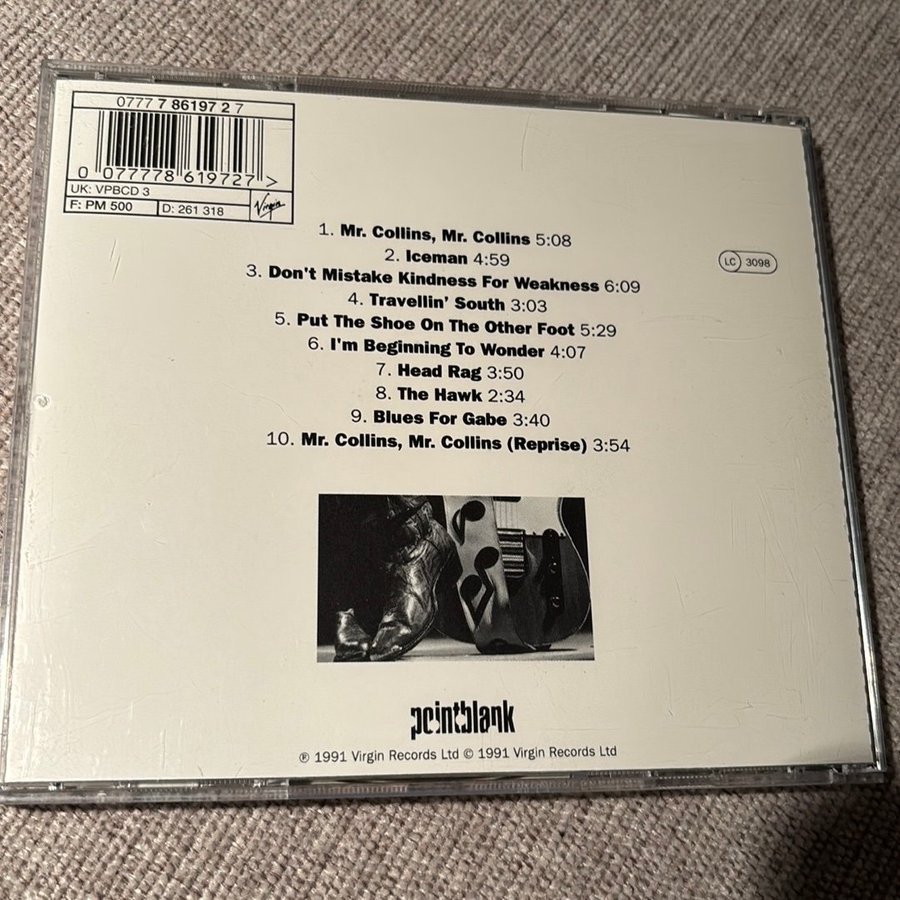 0777 7 86197 2 7
0 077778 619727 >
UK: VPBCD 3
F: PM 500
D: 261 318
Virgin
1. Mr. Collins, Mr. Collins 5:08
2. Iceman 4:59
LC 3098
3. Don't Mistake Kindness For Weakness 6:09
4. Travellin' South 3:03
5. Put The Shoe On The Other Foot 5:29
6. I'm Beginning To Wonder 4:07
7. Head Rag 3:50
8. The Hawk 2:34
9. Blues For Gabe 3:40
10. Mr. Collins, Mr. Collins (Reprise) 3:54
pointblank
℗ 1991 Virgin Records Ltd © 1991 Virgin Records Ltd